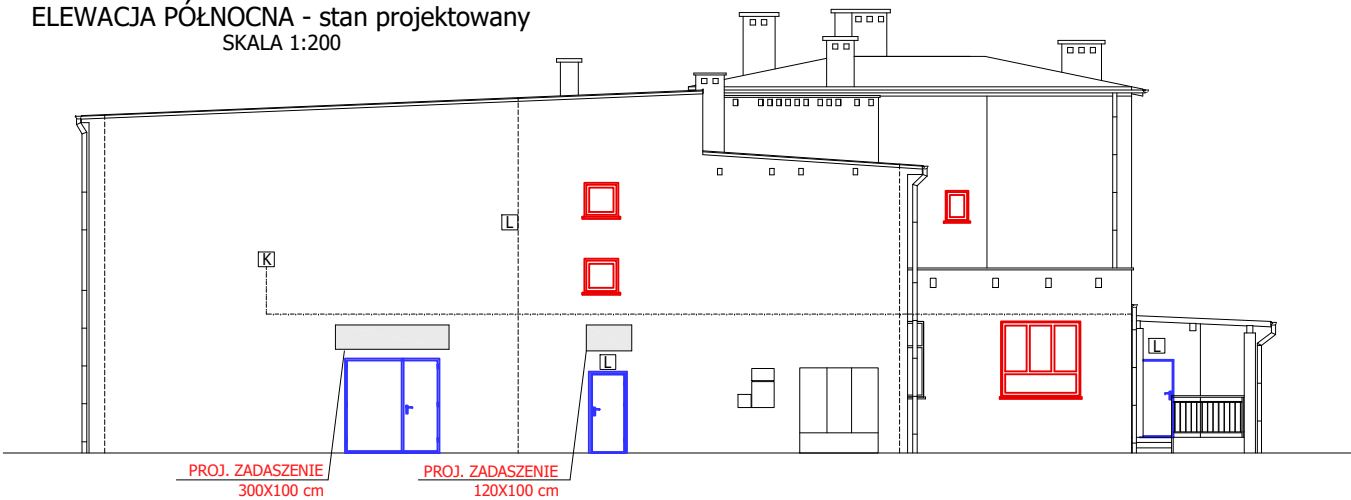 ELEWACJA PÓŁNOCNA - stan projektowany
SKALA 1:200
L
K
L
L
PROJ. ZADASZENIE
300X100 cm
PROJ. ZADASZENIE
120X100 cm